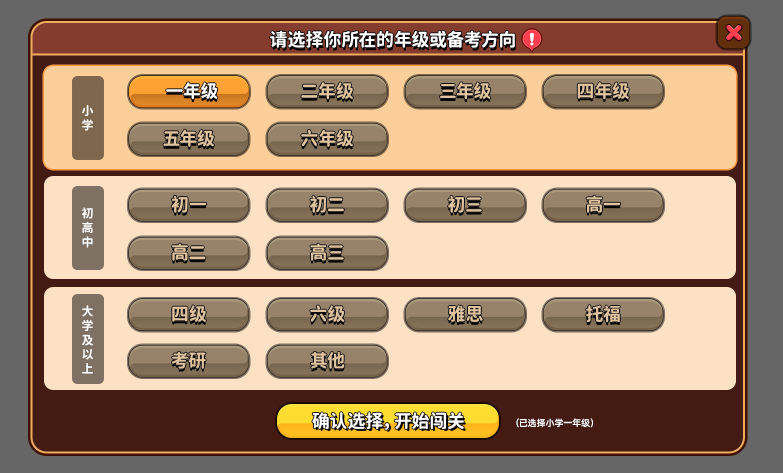 请选择你所在的年级或备考方向!
小学
一年级 二年级 三年级 四年级
五年级 六年级
初高中
初一 初二 初三 高一
高二 高三
大学及以上
四级 六级 雅思 托福
考研 其他
确认选择,开始闯关 (已选择小学一年级)